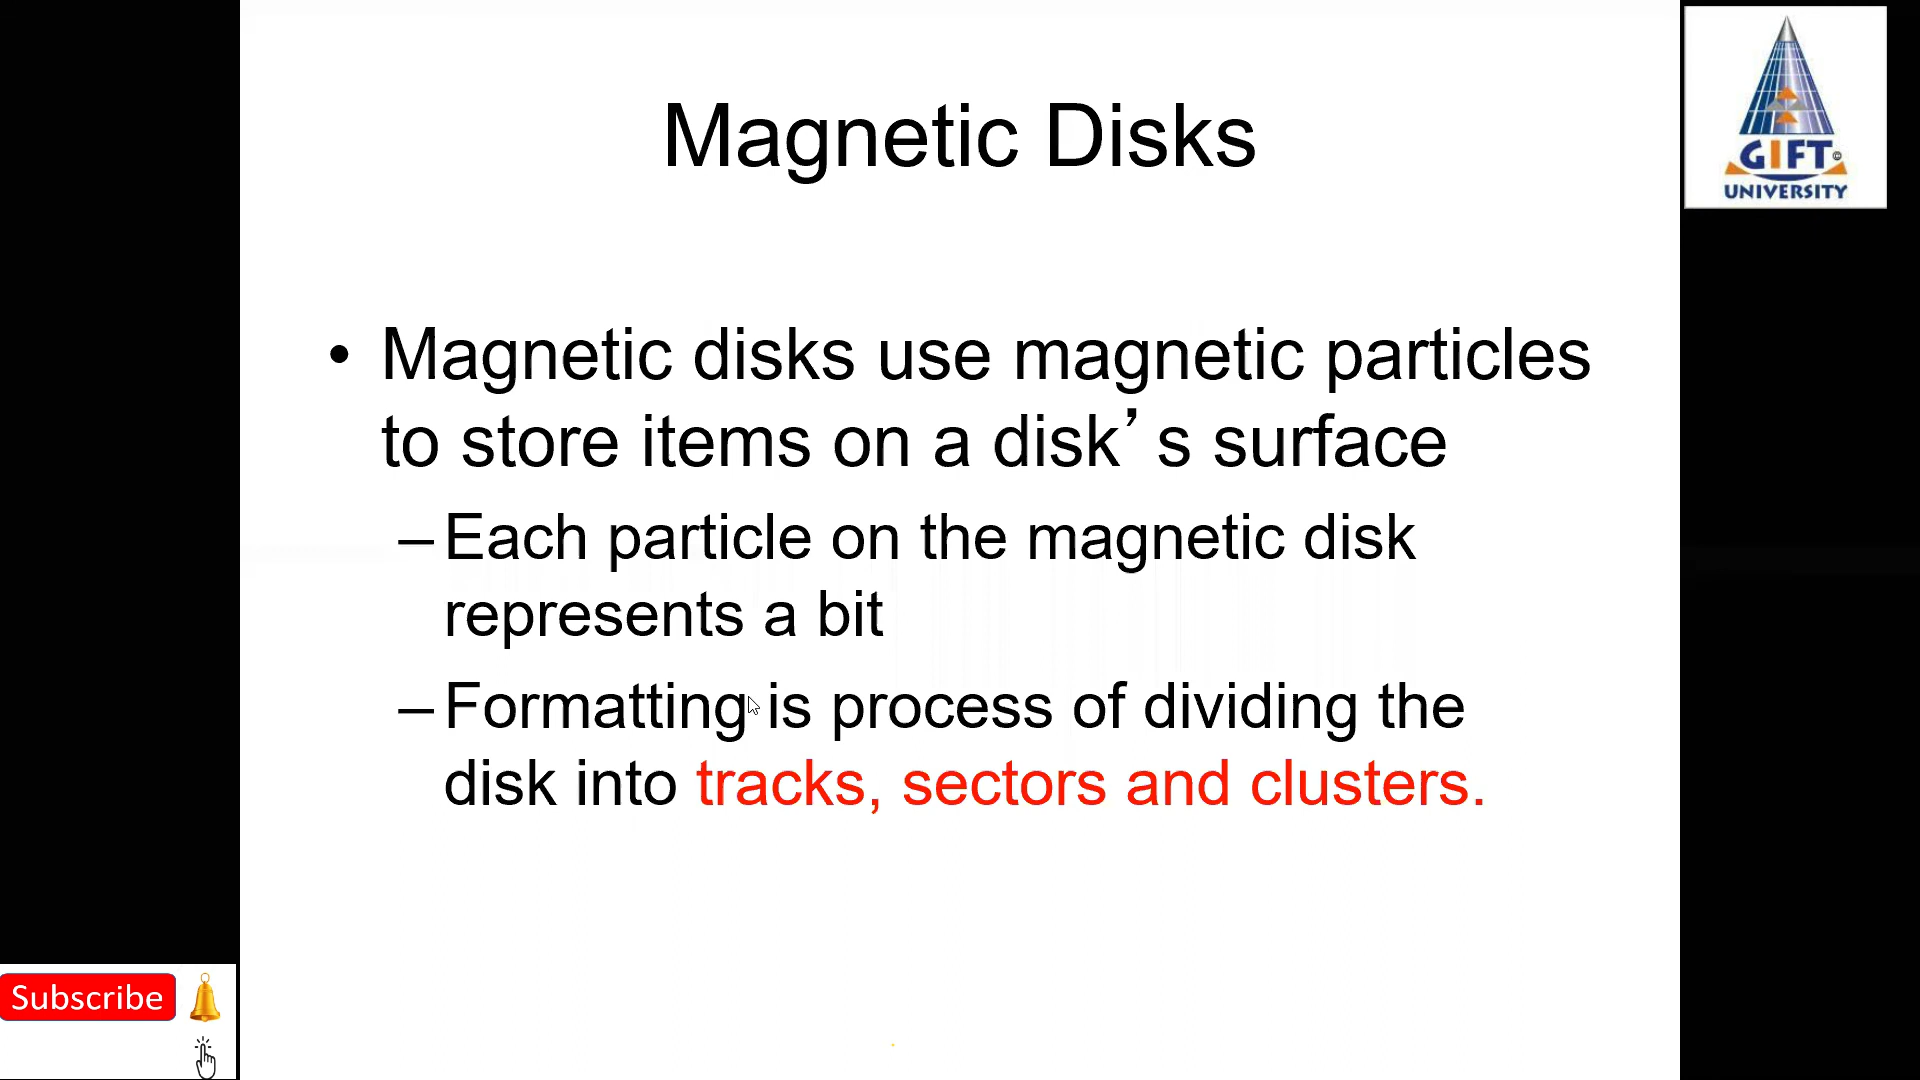 Magnetic Disks
GIFT
UNIVERSITY
• Magnetic disks use magnetic particles
to store items on a disk’s surface
–Each particle on the magnetic disk
represents a bit
–Formatting is process of dividing the
disk into tracks, sectors and clusters.
Subscribe